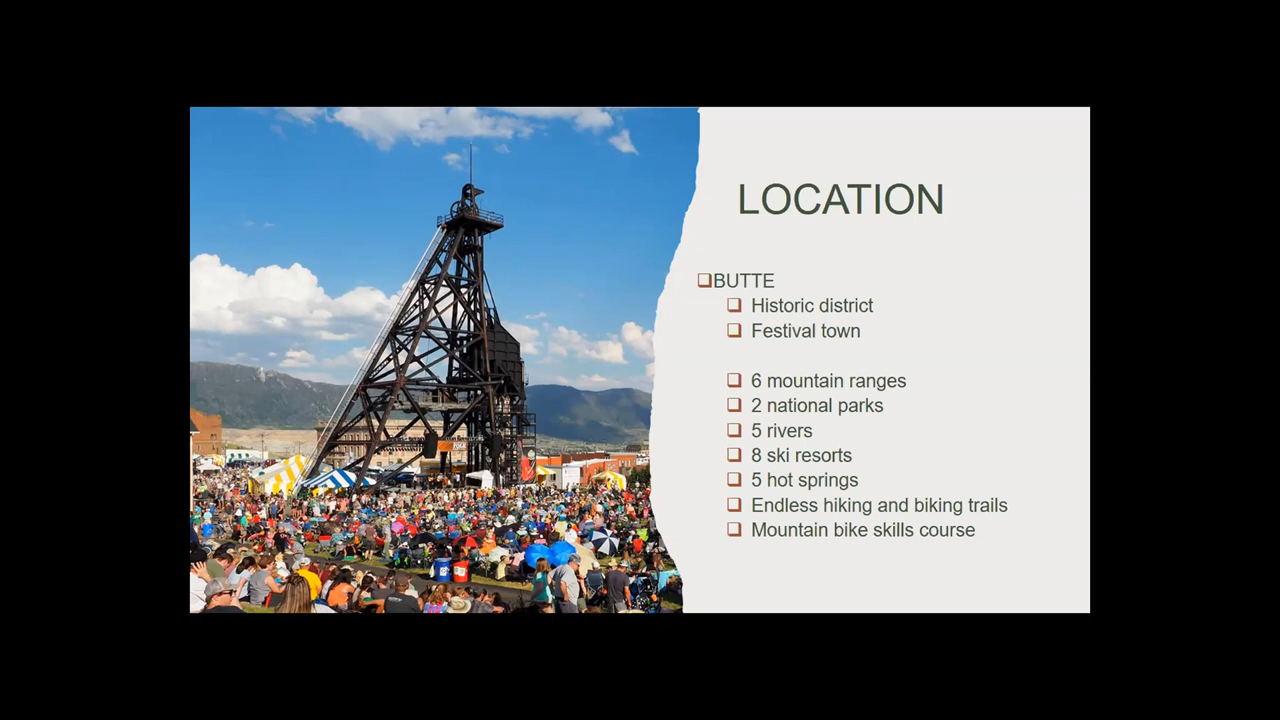 LOCATION
BUTTE
Historic district
Festival town
6 mountain ranges
2 national parks
5 rivers
8 ski resorts
5 hot springs
Endless hiking and biking trails
Mountain bike skills course